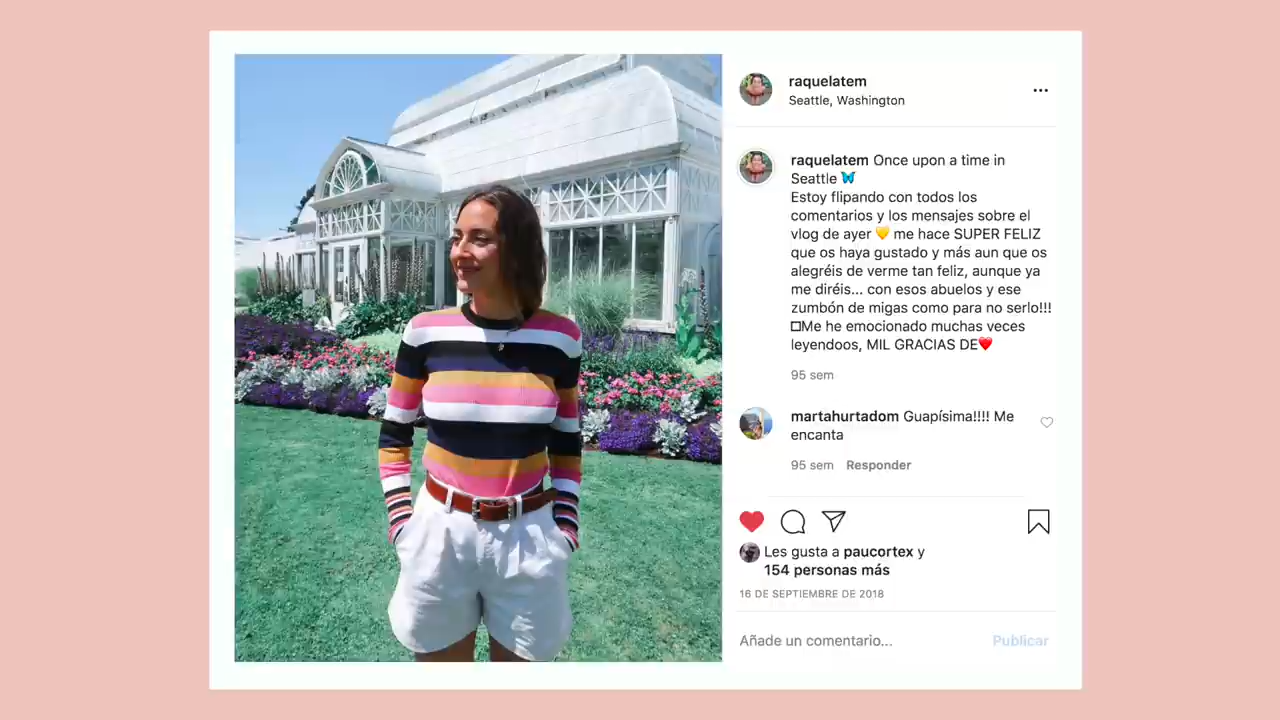 raquelatem
Seattle, Washington
raquelatem Once upon a time in
Seattle 🦋
Estoy flipando con todos los
comentarios y los mensajes sobre el
vlog de ayer 💛 me hace SUPER FELIZ
que os haya gustado y más aun que os
alegréis de verme tan feliz, aunque ya
me diréis... con esos abuelos y ese
zumbón de migas como para no serlo!!!
□Me he emocionado muchas veces
leyendoos, MIL GRACIAS DE❤️
95 sem
martahurtadom Guapísima!!!! Me
encanta
95 sem Responder
Les gusta a paucortex y
154 personas más
16 DE SEPTIEMBRE DE 2018
Añade un comentario... Publicar